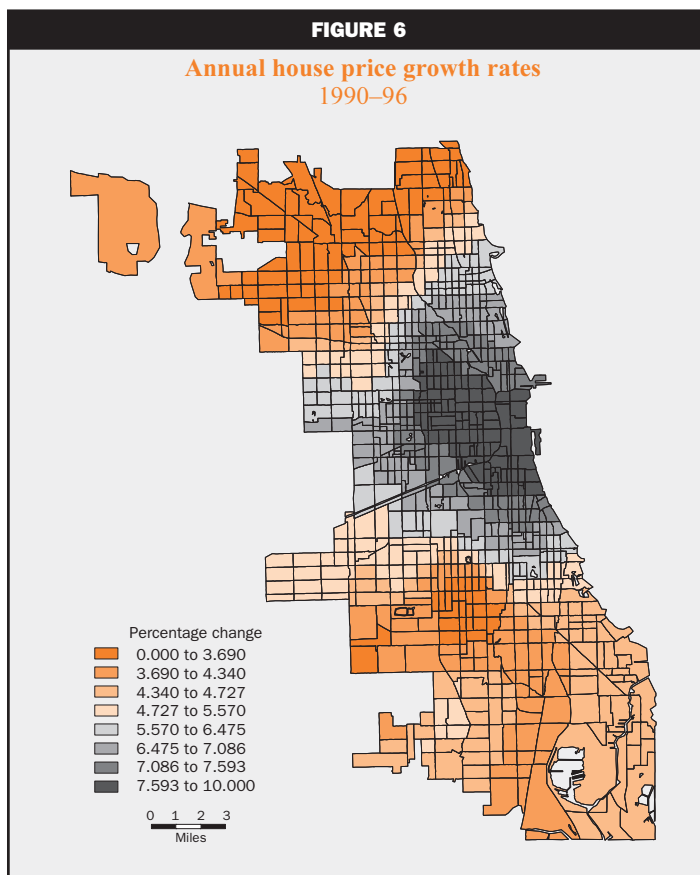 FIGURE 6
Annual house price growth rates
1990–96
Percentage change
0.000 to 3.690
3.690 to 4.340
4.340 to 4.727
4.727 to 5.570
5.570 to 6.475
6.475 to 7.086
7.086 to 7.593
7.593 to 10.000
0 1 2 3
Miles